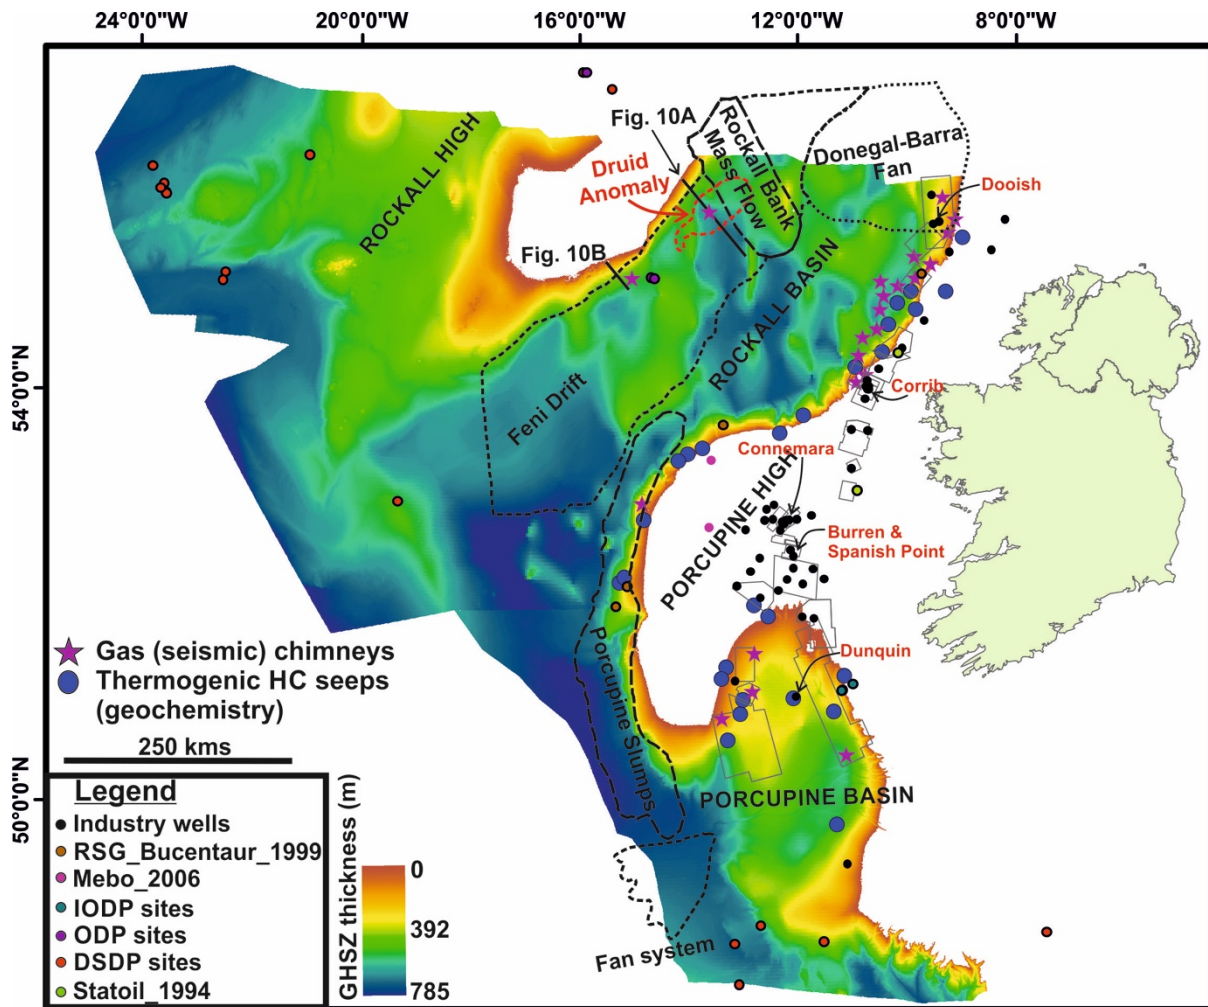 24°0'0"W
20°0'0"W
16°0'0"W
12°0'0"W
8°0'0"W
Fig. 10A
Rockall Bank
Mass Flow
Donegal-Barra
Fan
Dooish
Druid
Anomaly
ROCKALL HIGH
Fig. 10B
ROCKALL BASIN
54°0'0"N
Feni Drift
Corrib
Connemara
PORCUPINE HIGH
Burren &
Spanish Point
Gas (seismic) chimneys
Thermogenic HC seeps
(geochemistry)
Dunquin
Porcupine Slumps
250 kms
50°0'0"N
PORCUPINE BASIN
Legend
Industry wells
RSG_Bucentaur_1999
Mebo_2006
IODP sites
ODP sites
DSDP sites
Statoil_1994
GHSZ thickness (m)
0
392
785
Fan system